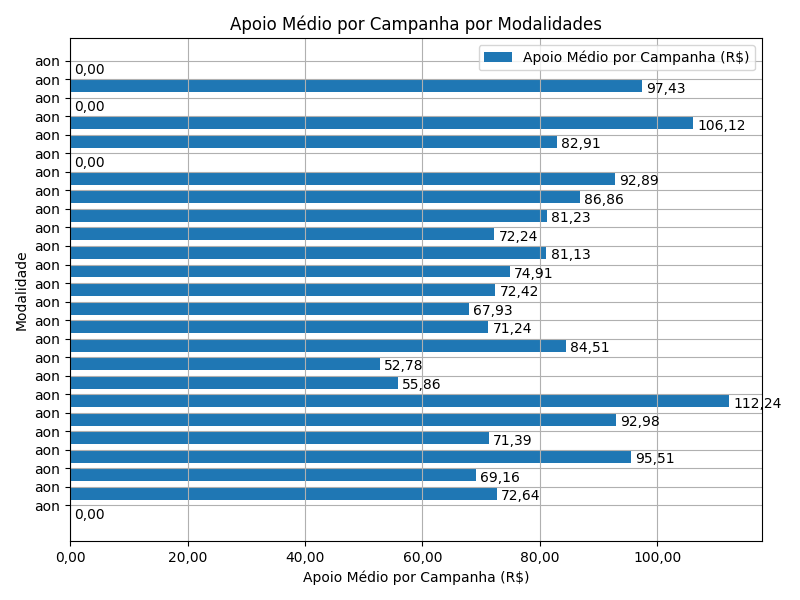 Apoio Médio por Campanha por Modalidades
Apoio Médio por Campanha (R$)
Modalidade
aon
0,00
aon
97,43
aon
0,00
aon
106,12
aon
82,91
aon
0,00
aon
92,89
aon
86,86
aon
81,23
aon
72,24
aon
81,13
aon
74,91
aon
72,42
aon
67,93
aon
71,24
aon
84,51
aon
52,78
aon
55,86
aon
112,24
aon
92,98
aon
71,39
aon
95,51
aon
69,16
aon
72,64
aon
0,00
0,00 20,00 40,00 60,00 80,00 100,00
Apoio Médio por Campanha (R$)